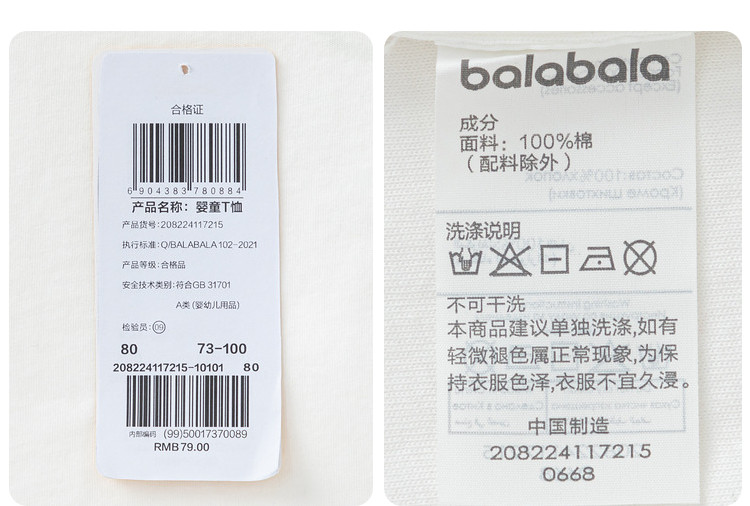 合格证
6904383780884
产品名称：婴童T恤
产品货号：208224117215
执行标准：Q/BALABALA 102-2021
产品等级：合格品
安全技术类别：符合GB 31701
A类 (婴幼儿用品)
检验员：09
80 73-100
208224117215-10101 80
内部编码 (99)50017370089
RMB79.00
balabala
成分
面料：100%棉
（配料除外）
洗涤说明
不可干洗
本商品建议单独洗涤,如有
轻微褪色属正常现象,为保
持衣服色泽,衣服不宜久浸。
中国制造
208224117215
0668